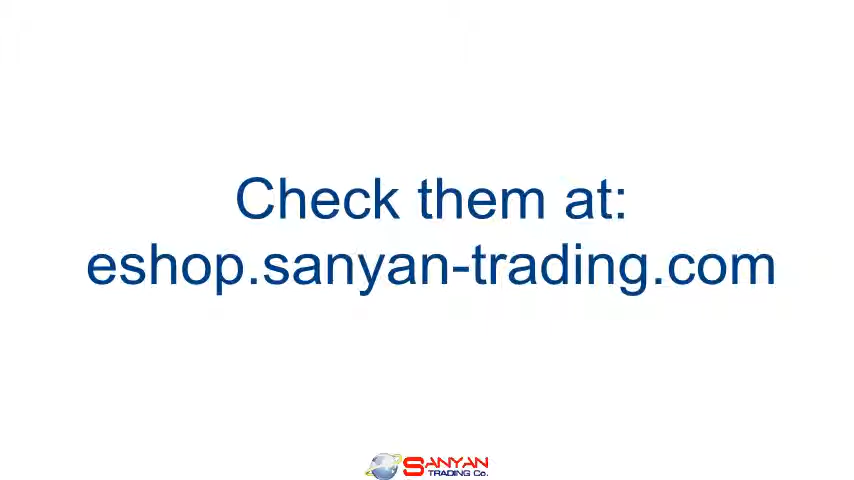 Check them at:
eshop.sanyan-trading.com
SANYAN
TRADING Co.